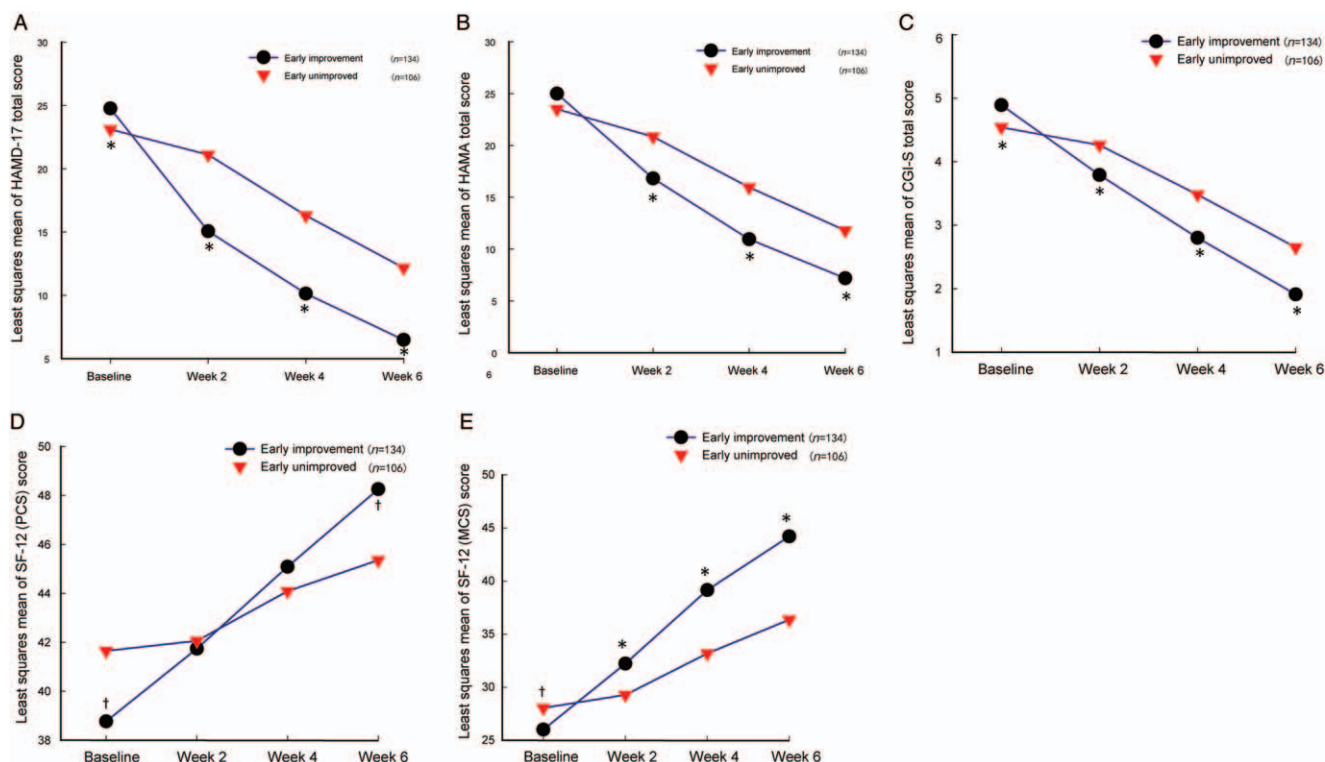 A
Least squares mean of HAMD-17 total score
30
25
20
15
10
5
Early improvement (n=134)
Early unimproved (n=106)
*
*
*
*
Baseline Week 2 Week 4 Week 6
B
Least squares mean of HAMA total score
30
25
20
15
10
5
0
6
Early improvement (n=134)
Early unimproved (n=106)
*
*
*
Baseline Week 2 Week 4 Week 6
C
Least squares mean of CGI-S total score
6
5
4
3
2
1
Early improvement (n=134)
Early unimproved (n=106)
*
*
*
*
Baseline Week 2 Week 4 Week 6
D
Least squares mean of SF-12 (PCS) score
50
48
46
44
42
40
38
Early improvement (n=134)
Early unimproved (n=106)
†
†
Baseline Week 2 Week 4 Week 6
E
Least squares mean of SF-12 (MCS) score
50
45
40
35
30
25
Early improvement (n=134)
Early unimproved (n=106)
†
*
*
*
Baseline Week 2 Week 4 Week 6